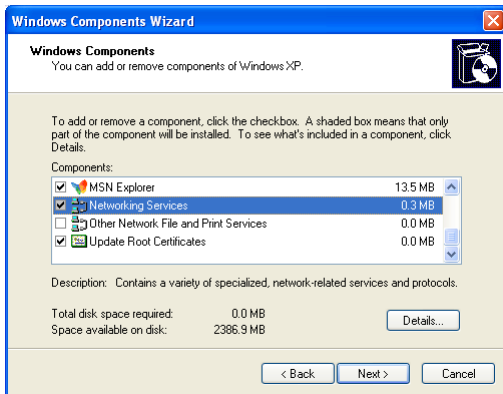 Windows Components Wizard
Windows Components
You can add or remove components of Windows XP.
To add or remove a component, click the checkbox. A shaded box means that only
part of the component will be installed. To see what's included in a component, click
Details.
Components:
MSN Explorer 13.5 MB
Networking Services 0.3 MB
Other Network File and Print Services 0.0 MB
Update Root Certificates 0.0 MB
Description: Contains a variety of specialized, network-related services and protocols.
Total disk space required: 0.0 MB
Space available on disk: 2386.9 MB
Details...
< Back Next > Cancel